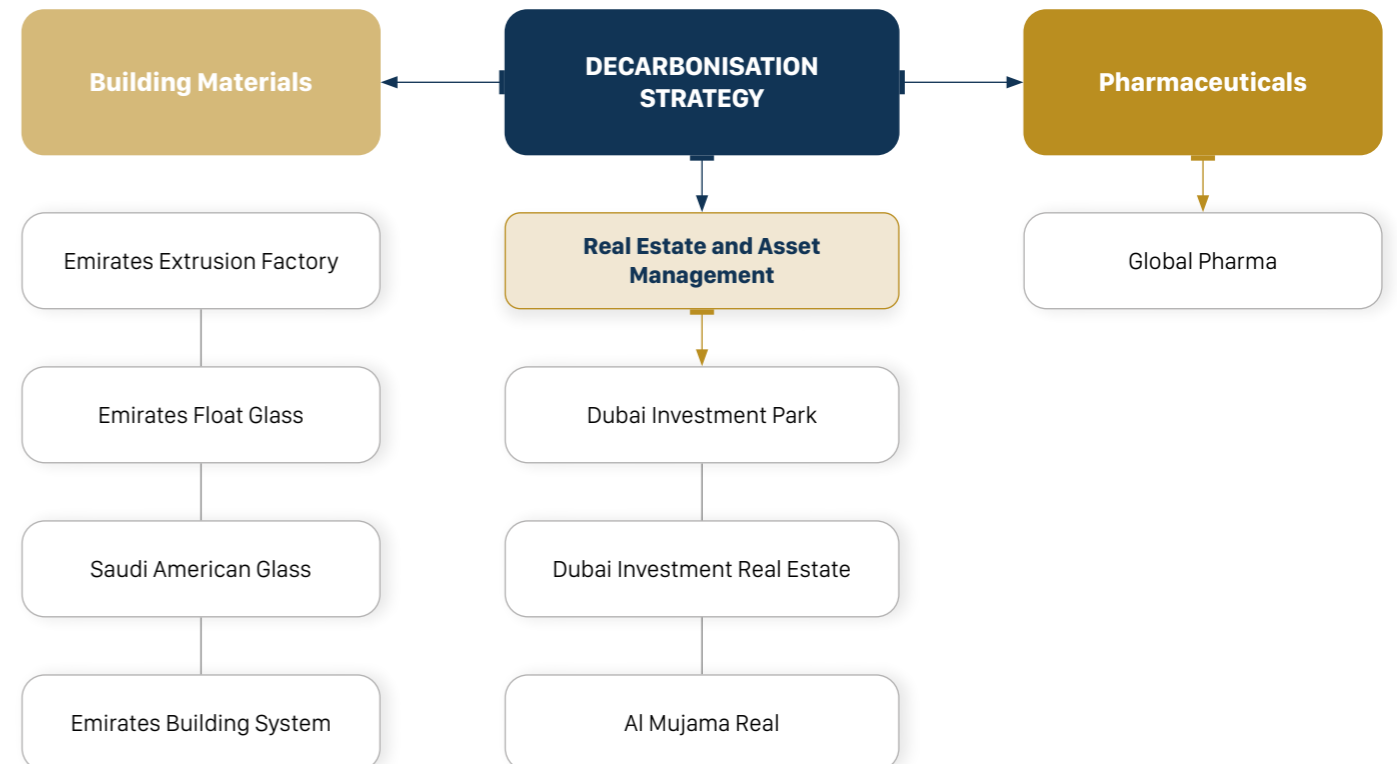 Building Materials
DECARBONISATION
STRATEGY
Pharmaceuticals
Emirates Extrusion Factory
Real Estate and Asset
Management
Global Pharma
Emirates Float Glass
Dubai Investment Park
Saudi American Glass
Dubai Investment Real Estate
Emirates Building System
Al Mujama Real